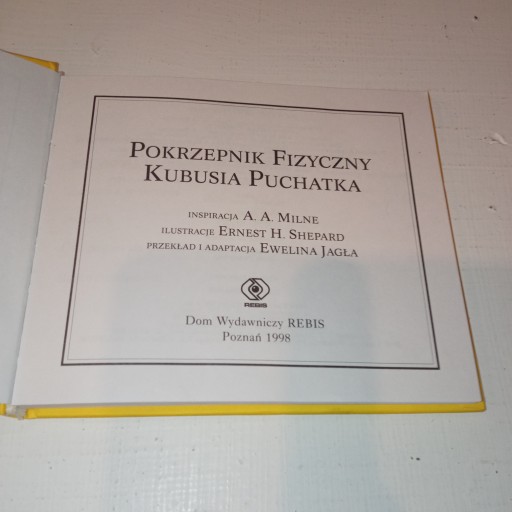 POKRZEPNIK FIZYCZNY
KUBUSIA PUCHATKA
INSPIRACJA A. A. MILNE
ILUSTRACJE ERNEST H. SHEPARD
PRZEKŁAD I ADAPTACJA EWELINA JAGŁA
REBIS
Dom Wydawniczy REBIS
Poznań 1998